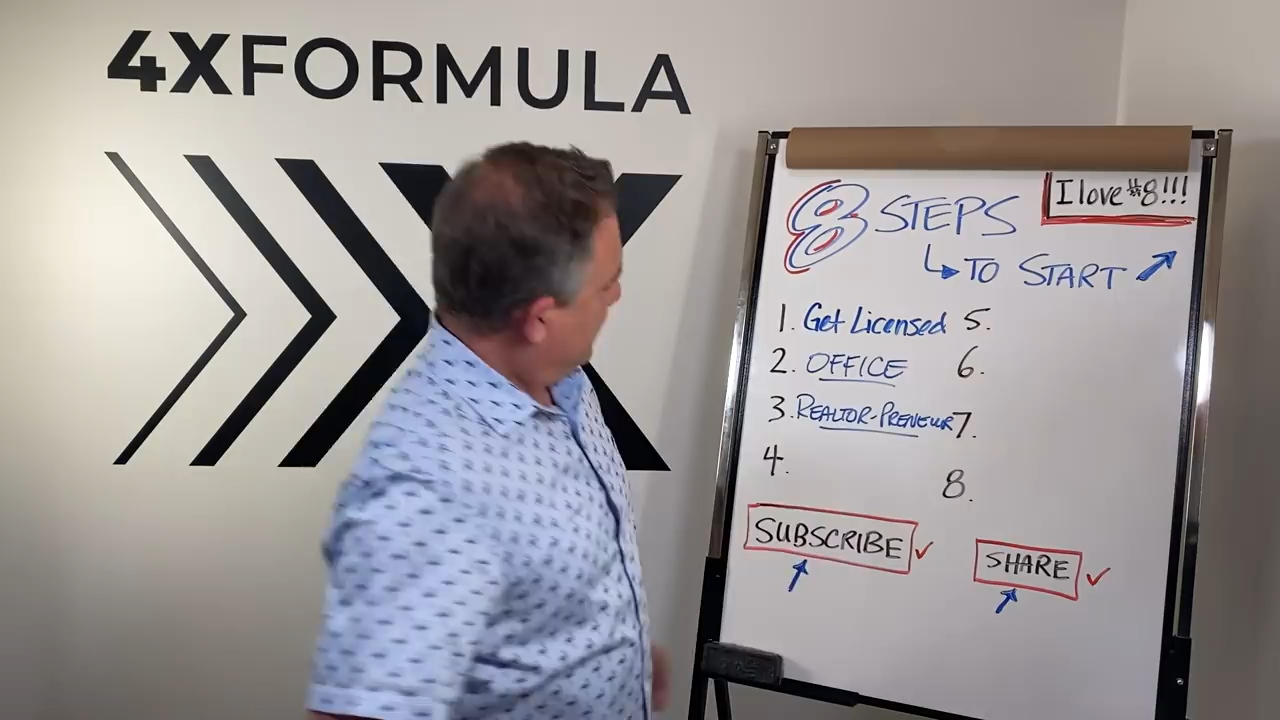 4XFORMULA
I love #8!!!
8 STEPS
TO START
1. Get Licensed
2. OFFICE
3. REALTOR-PRENEUR
4.
5.
6.
7.
8.
SUBSCRIBE
SHARE